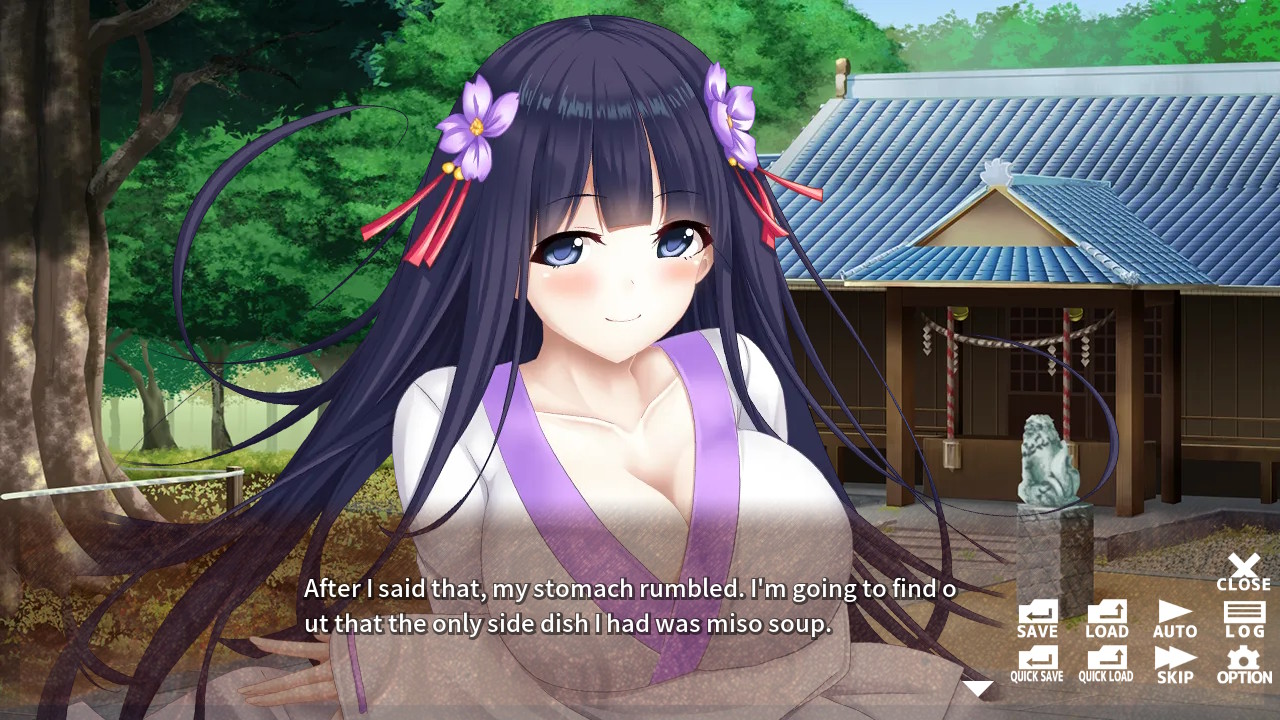 After I said that, my stomach rumbled. I'm going to find o
ut that the only side dish I had was miso soup.
CLOSE
SAVE LOAD AUTO LOG
QUICK SAVE QUICK LOAD SKIP OPTION